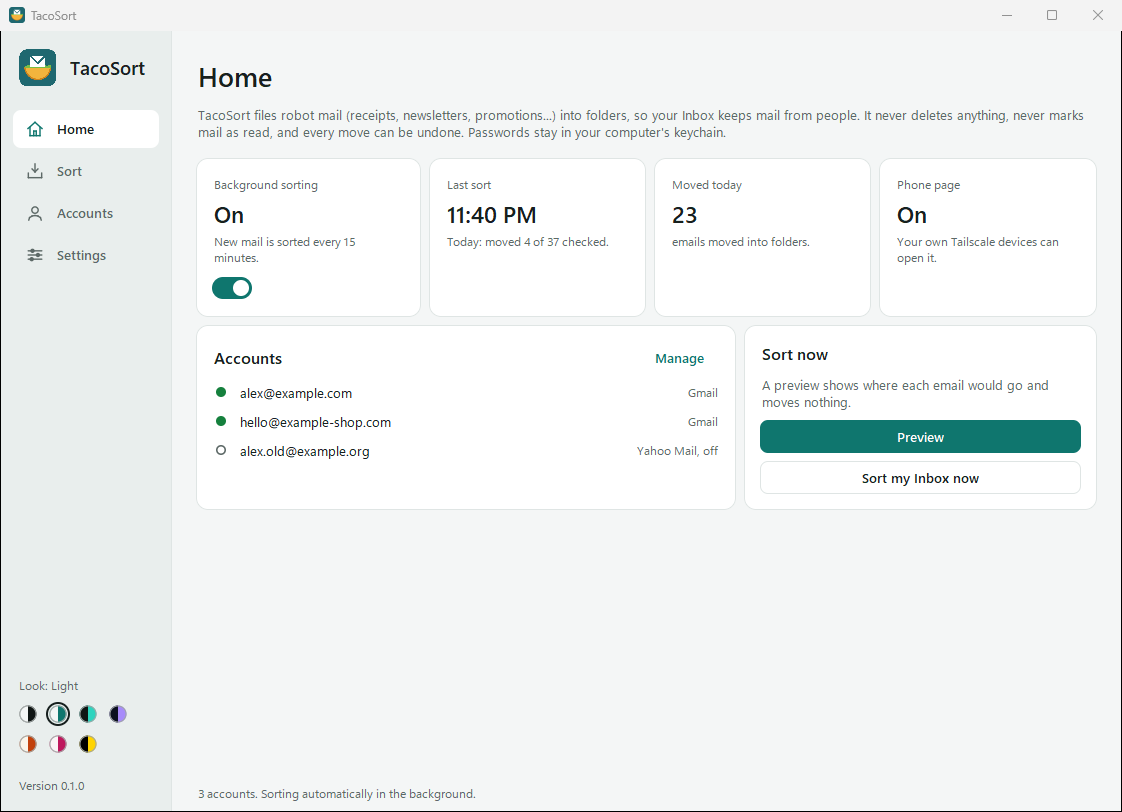 TacoSort
TacoSort
Home
Sort
Accounts
Settings
Look: Light
Version 0.1.0
Home
TacoSort files robot mail (receipts, newsletters, promotions...) into folders, so your Inbox keeps mail from people. It never deletes anything, never marks
mail as read, and every move can be undone. Passwords stay in your computer's keychain.
Background sorting
On
New mail is sorted every 15
minutes.
Last sort
11:40 PM
Today: moved 4 of 37 checked.
Moved today
23
emails moved into folders.
Phone page
On
Your own Tailscale devices can
open it.
Accounts
Manage
alex@example.com
Gmail
hello@example-shop.com
Gmail
alex.old@example.org
Yahoo Mail, off
Sort now
A preview shows where each email would go and
moves nothing.
Preview
Sort my Inbox now
3 accounts. Sorting automatically in the background.